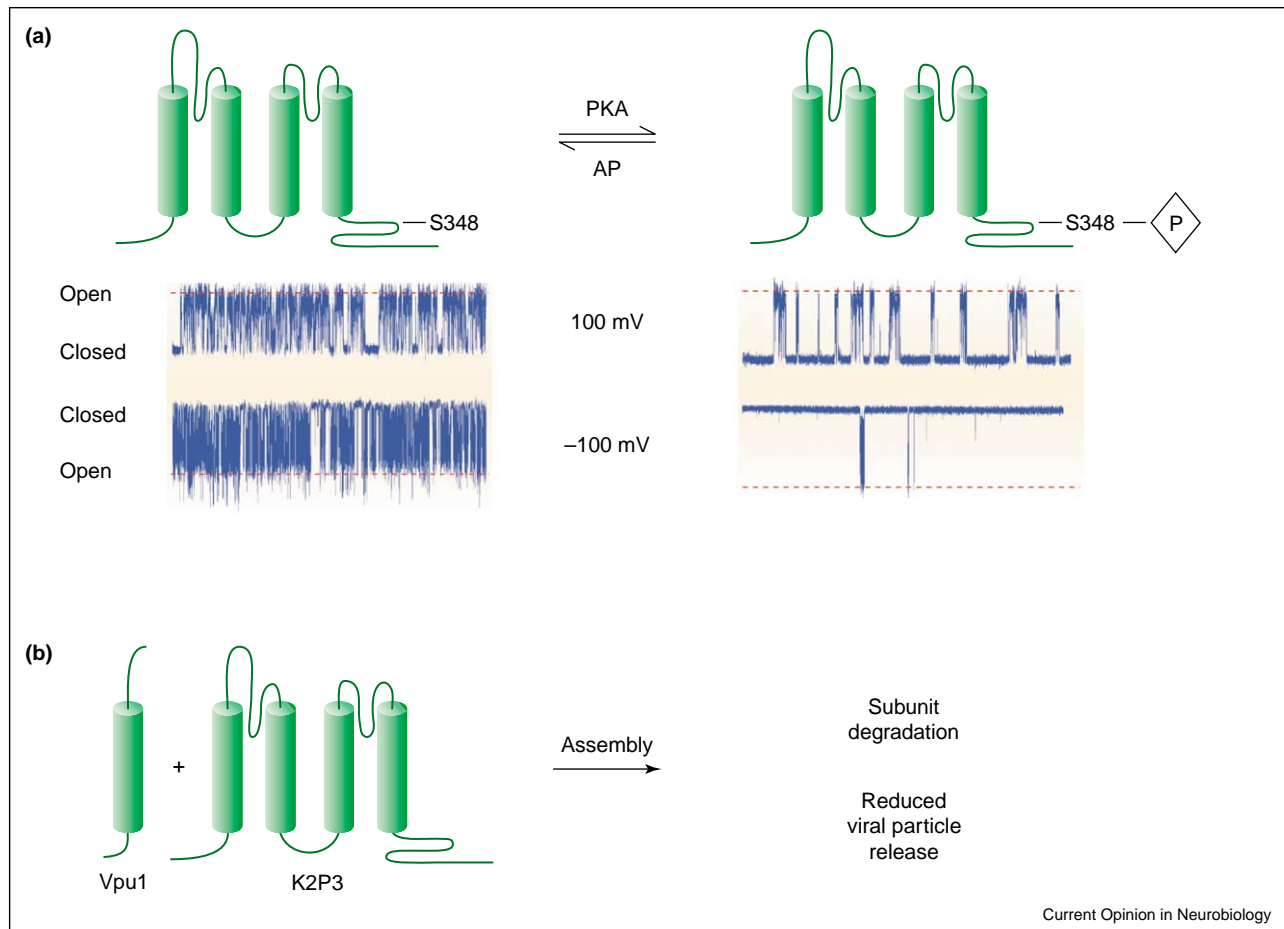 (a)
PKA
AP
S348
S348
P
Open
Closed
Closed
Open
100 mV
–100 mV
(b)
+
Vpu1
K2P3
Assembly
Subunit
degradation
Reduced
viral particle
release
Current Opinion in Neurobiology